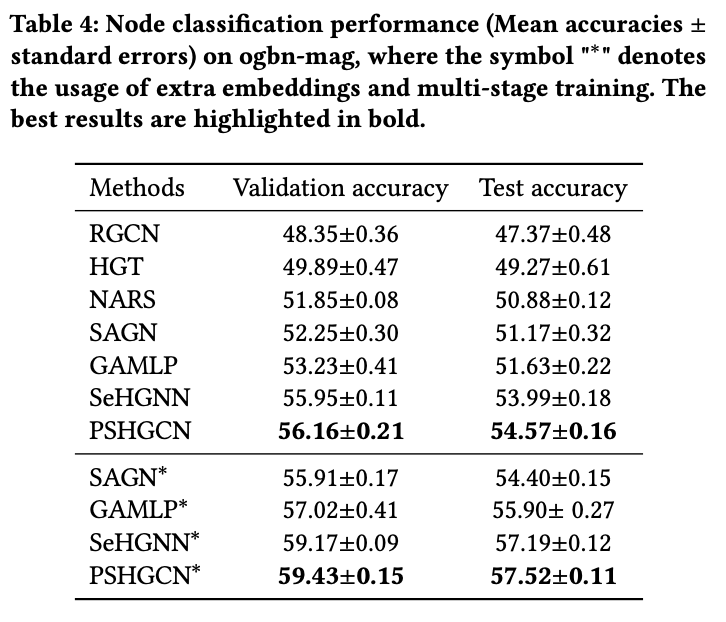 Table 4: Node classification performance (Mean accuracies ±
standard errors) on ogbn-mag, where the symbol "*" denotes
the usage of extra embeddings and multi-stage training. The
best results are highlighted in bold.
Methods Validation accuracy Test accuracy
RGCN 48.35±0.36 47.37±0.48
HGT 49.89±0.47 49.27±0.61
NARS 51.85±0.08 50.88±0.12
SAGN 52.25±0.30 51.17±0.32
GAMLP 53.23±0.41 51.63±0.22
SeHGNN 55.95±0.11 53.99±0.18
PSHGCN 56.16±0.21 54.57±0.16
SAGN* 55.91±0.17 54.40±0.15
GAMLP* 57.02±0.41 55.90± 0.27
SeHGNN* 59.17±0.09 57.19±0.12
PSHGCN* 59.43±0.15 57.52±0.11